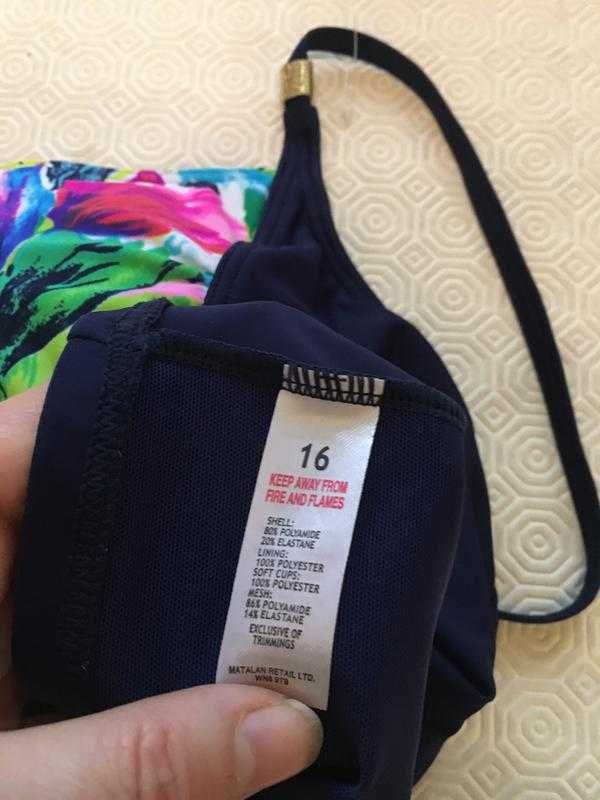 16
KEEP AWAY FROM
FIRE AND FLAMES
SHELL:
80% POLYAMIDE
20% ELASTANE
LINING:
100% POLYESTER
SOFT CUPS:
100% POLYESTER
MESH:
86% POLYAMIDE
14% ELASTANE
EXCLUSIVE OF
TRIMMINGS
MATALAN RETAIL LTD.